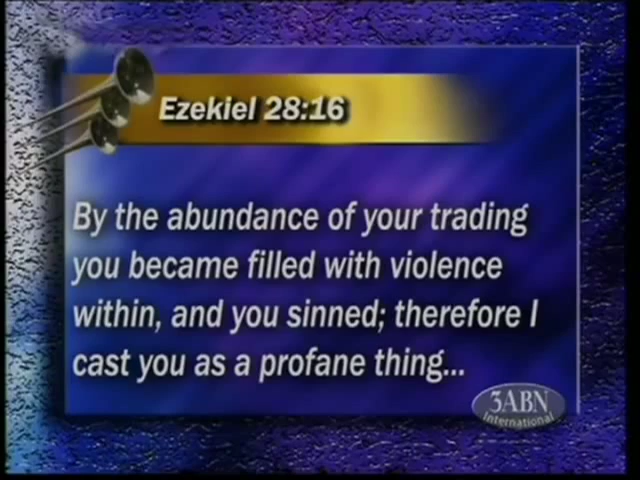 Ezekiel 28:16
By the abundance of your trading
you became filled with violence
within, and you sinned; therefore I
cast you as a profane thing...
3ABN
International